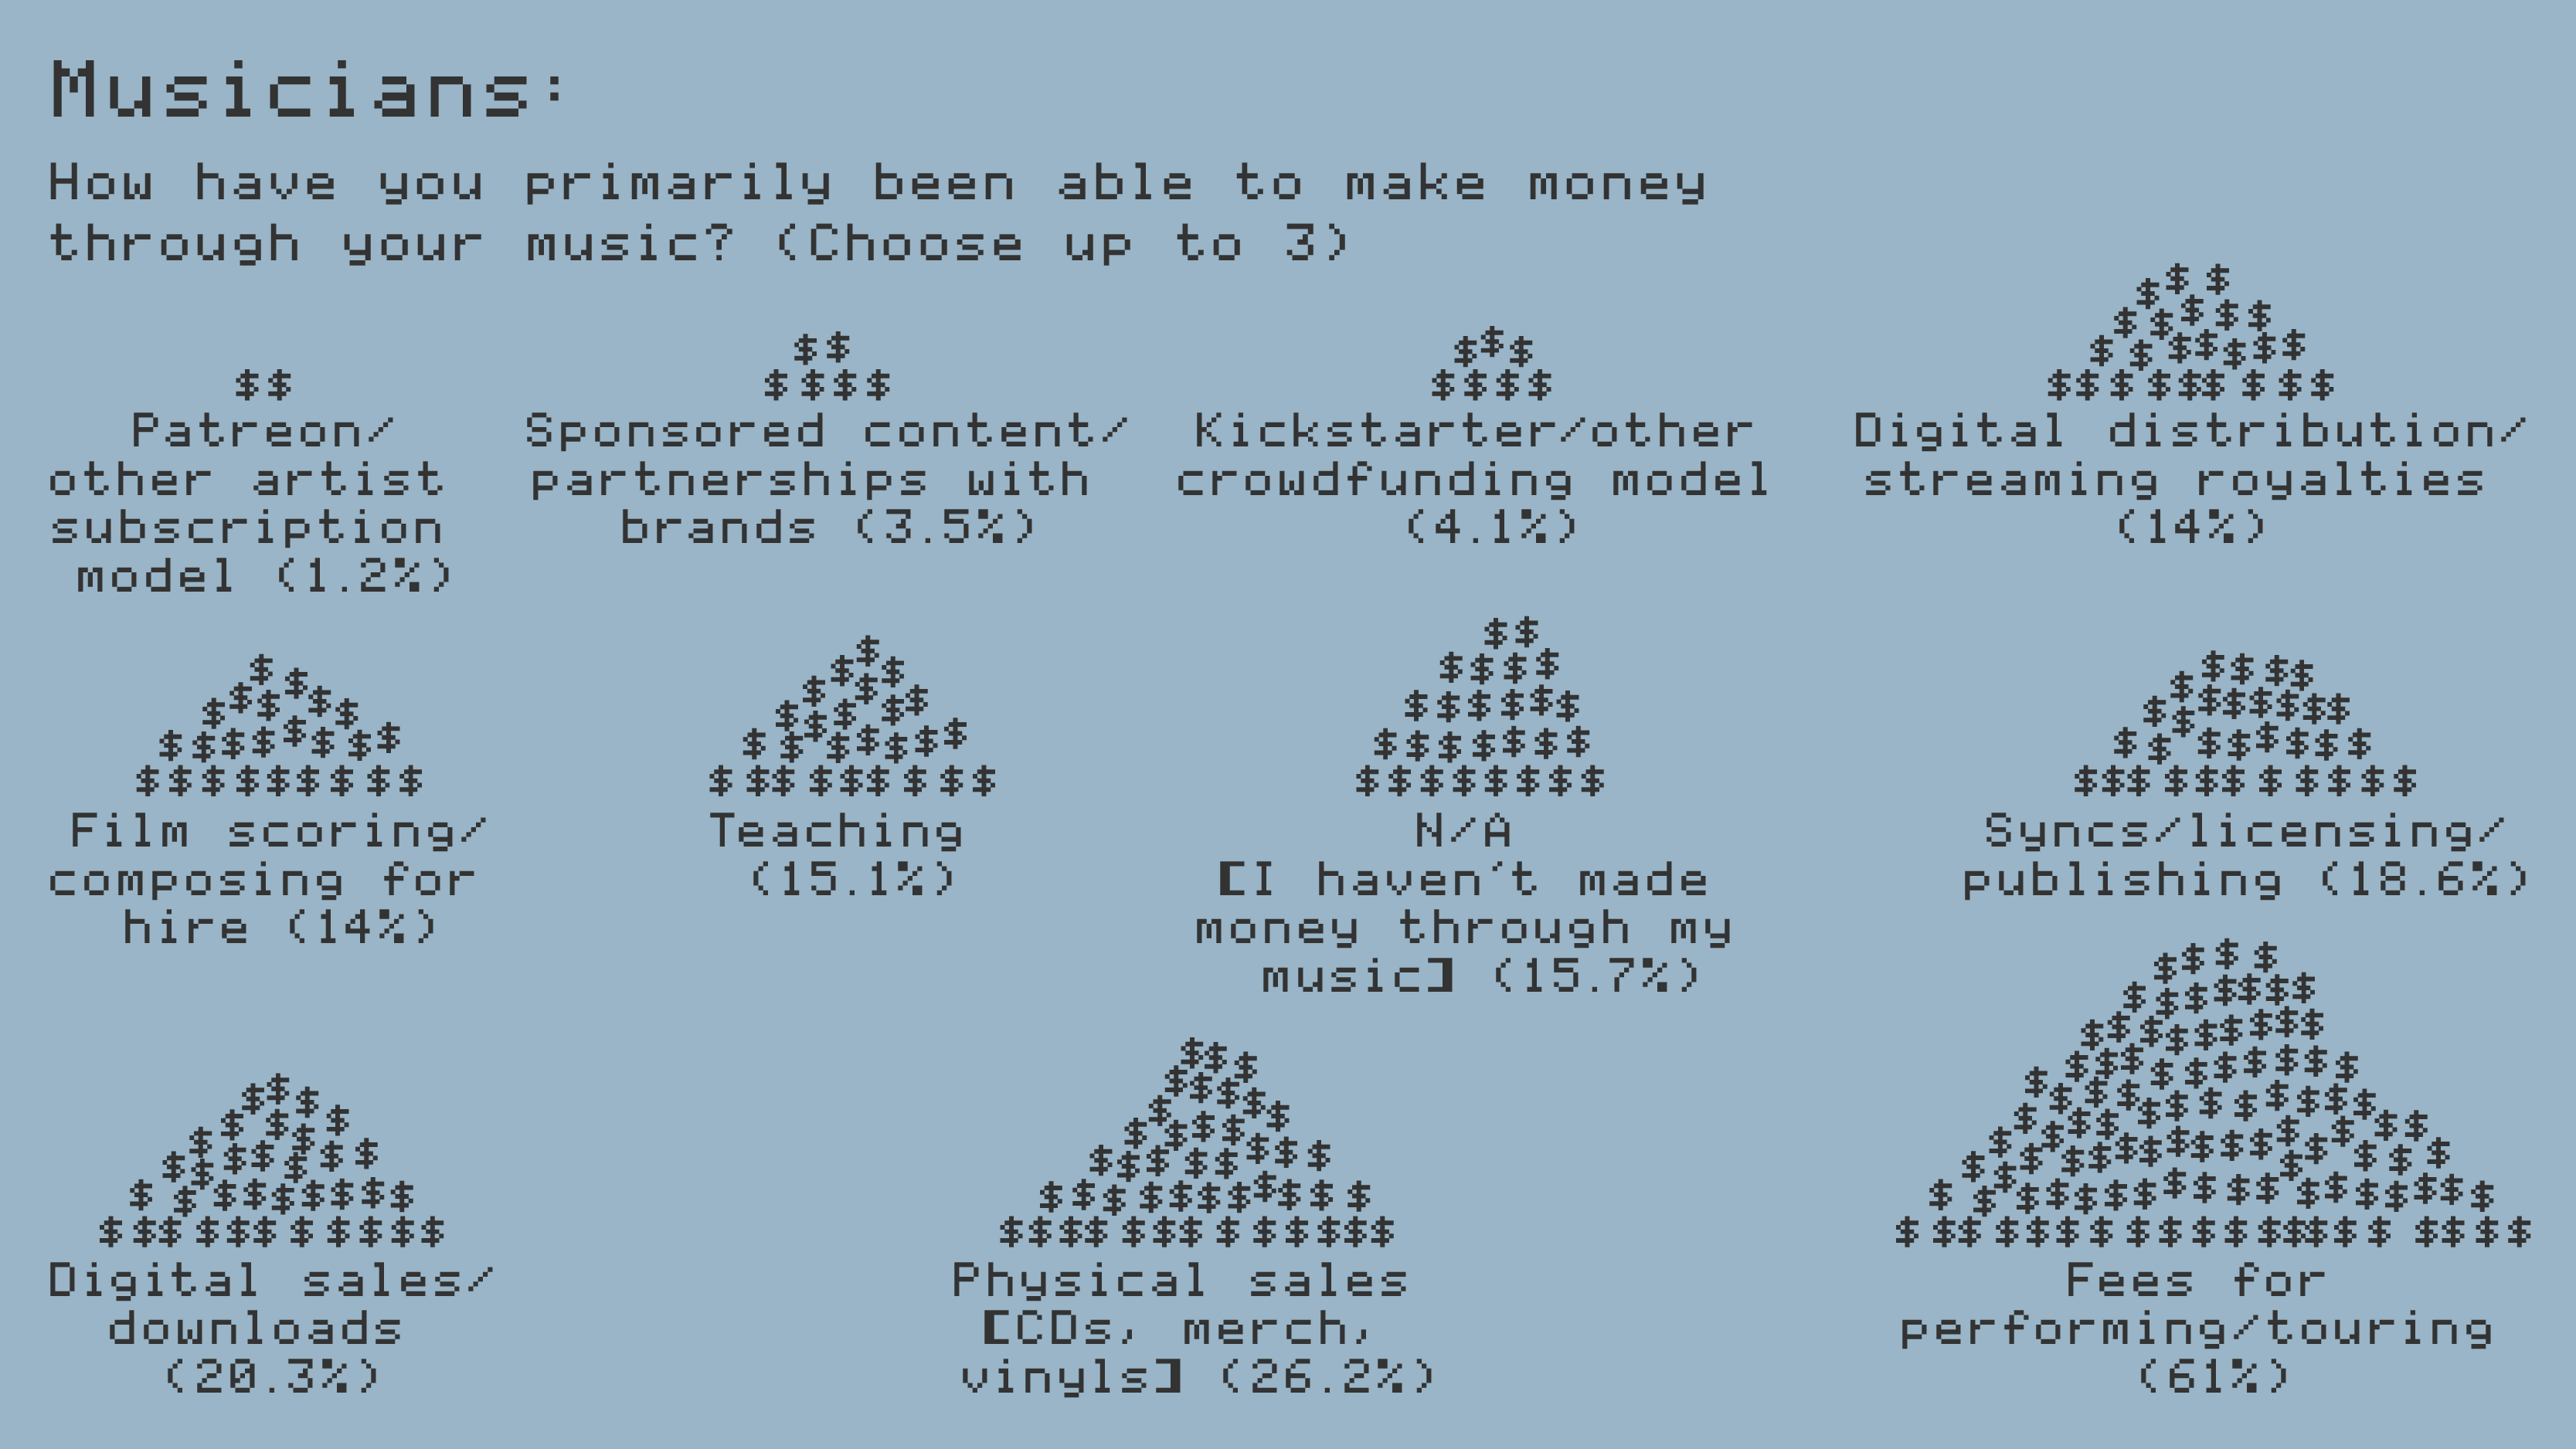 Musicians:
How have you primarily been able to make money
through your music? (Choose up to 3)
Patreon/
other artist
subscription
model (1.2%)
Sponsored content/
partnerships with
brands (3.5%)
Kickstarter/other
crowdfunding model
(4.1%)
Digital distribution/
streaming royalties
(14%)
Film scoring/
composing for
hire (14%)
Teaching
(15.1%)
N/A
[I haven't made
money through my
music] (15.7%)
Syncs/licensing/
publishing (18.6%)
Digital sales/
downloads
(20.3%)
Physical sales
[CDs, merch,
vinyls] (26.2%)
Fees for
performing/touring
(61%)